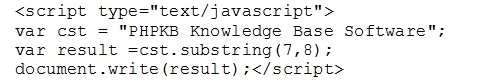 <script type="text/javascript">
var cst = "PHPKB Knowledge Base Software";
var result =cst.substring(7,8);
document.write(result);</script>